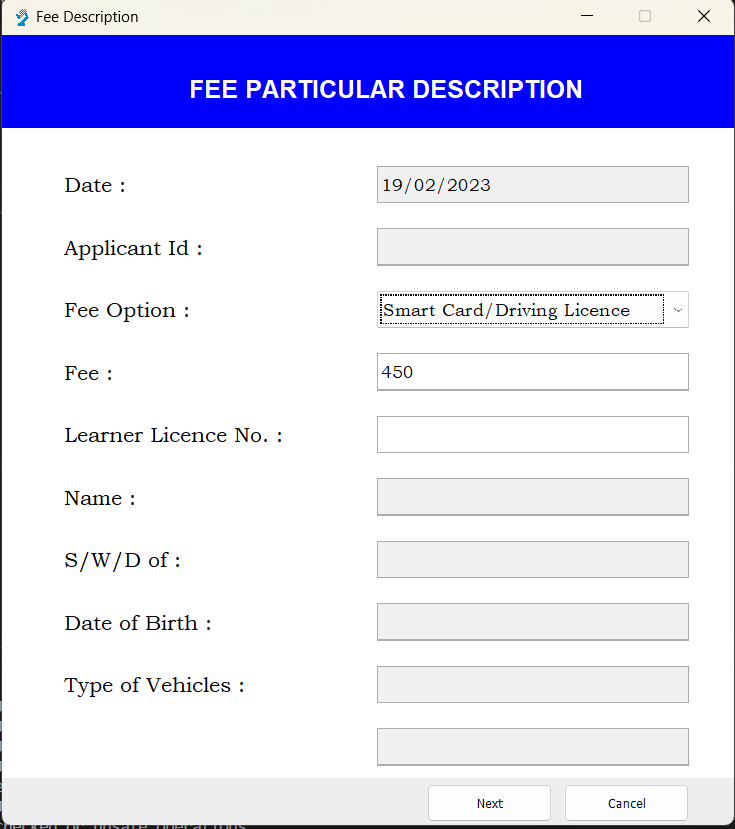 Fee Description
FEE PARTICULAR DESCRIPTION
Date : 19/02/2023
Applicant Id :
Fee Option : Smart Card/Driving Licence
Fee : 450
Learner Licence No. :
Name :
S/W/D of :
Date of Birth :
Type of Vehicles :
Next Cancel